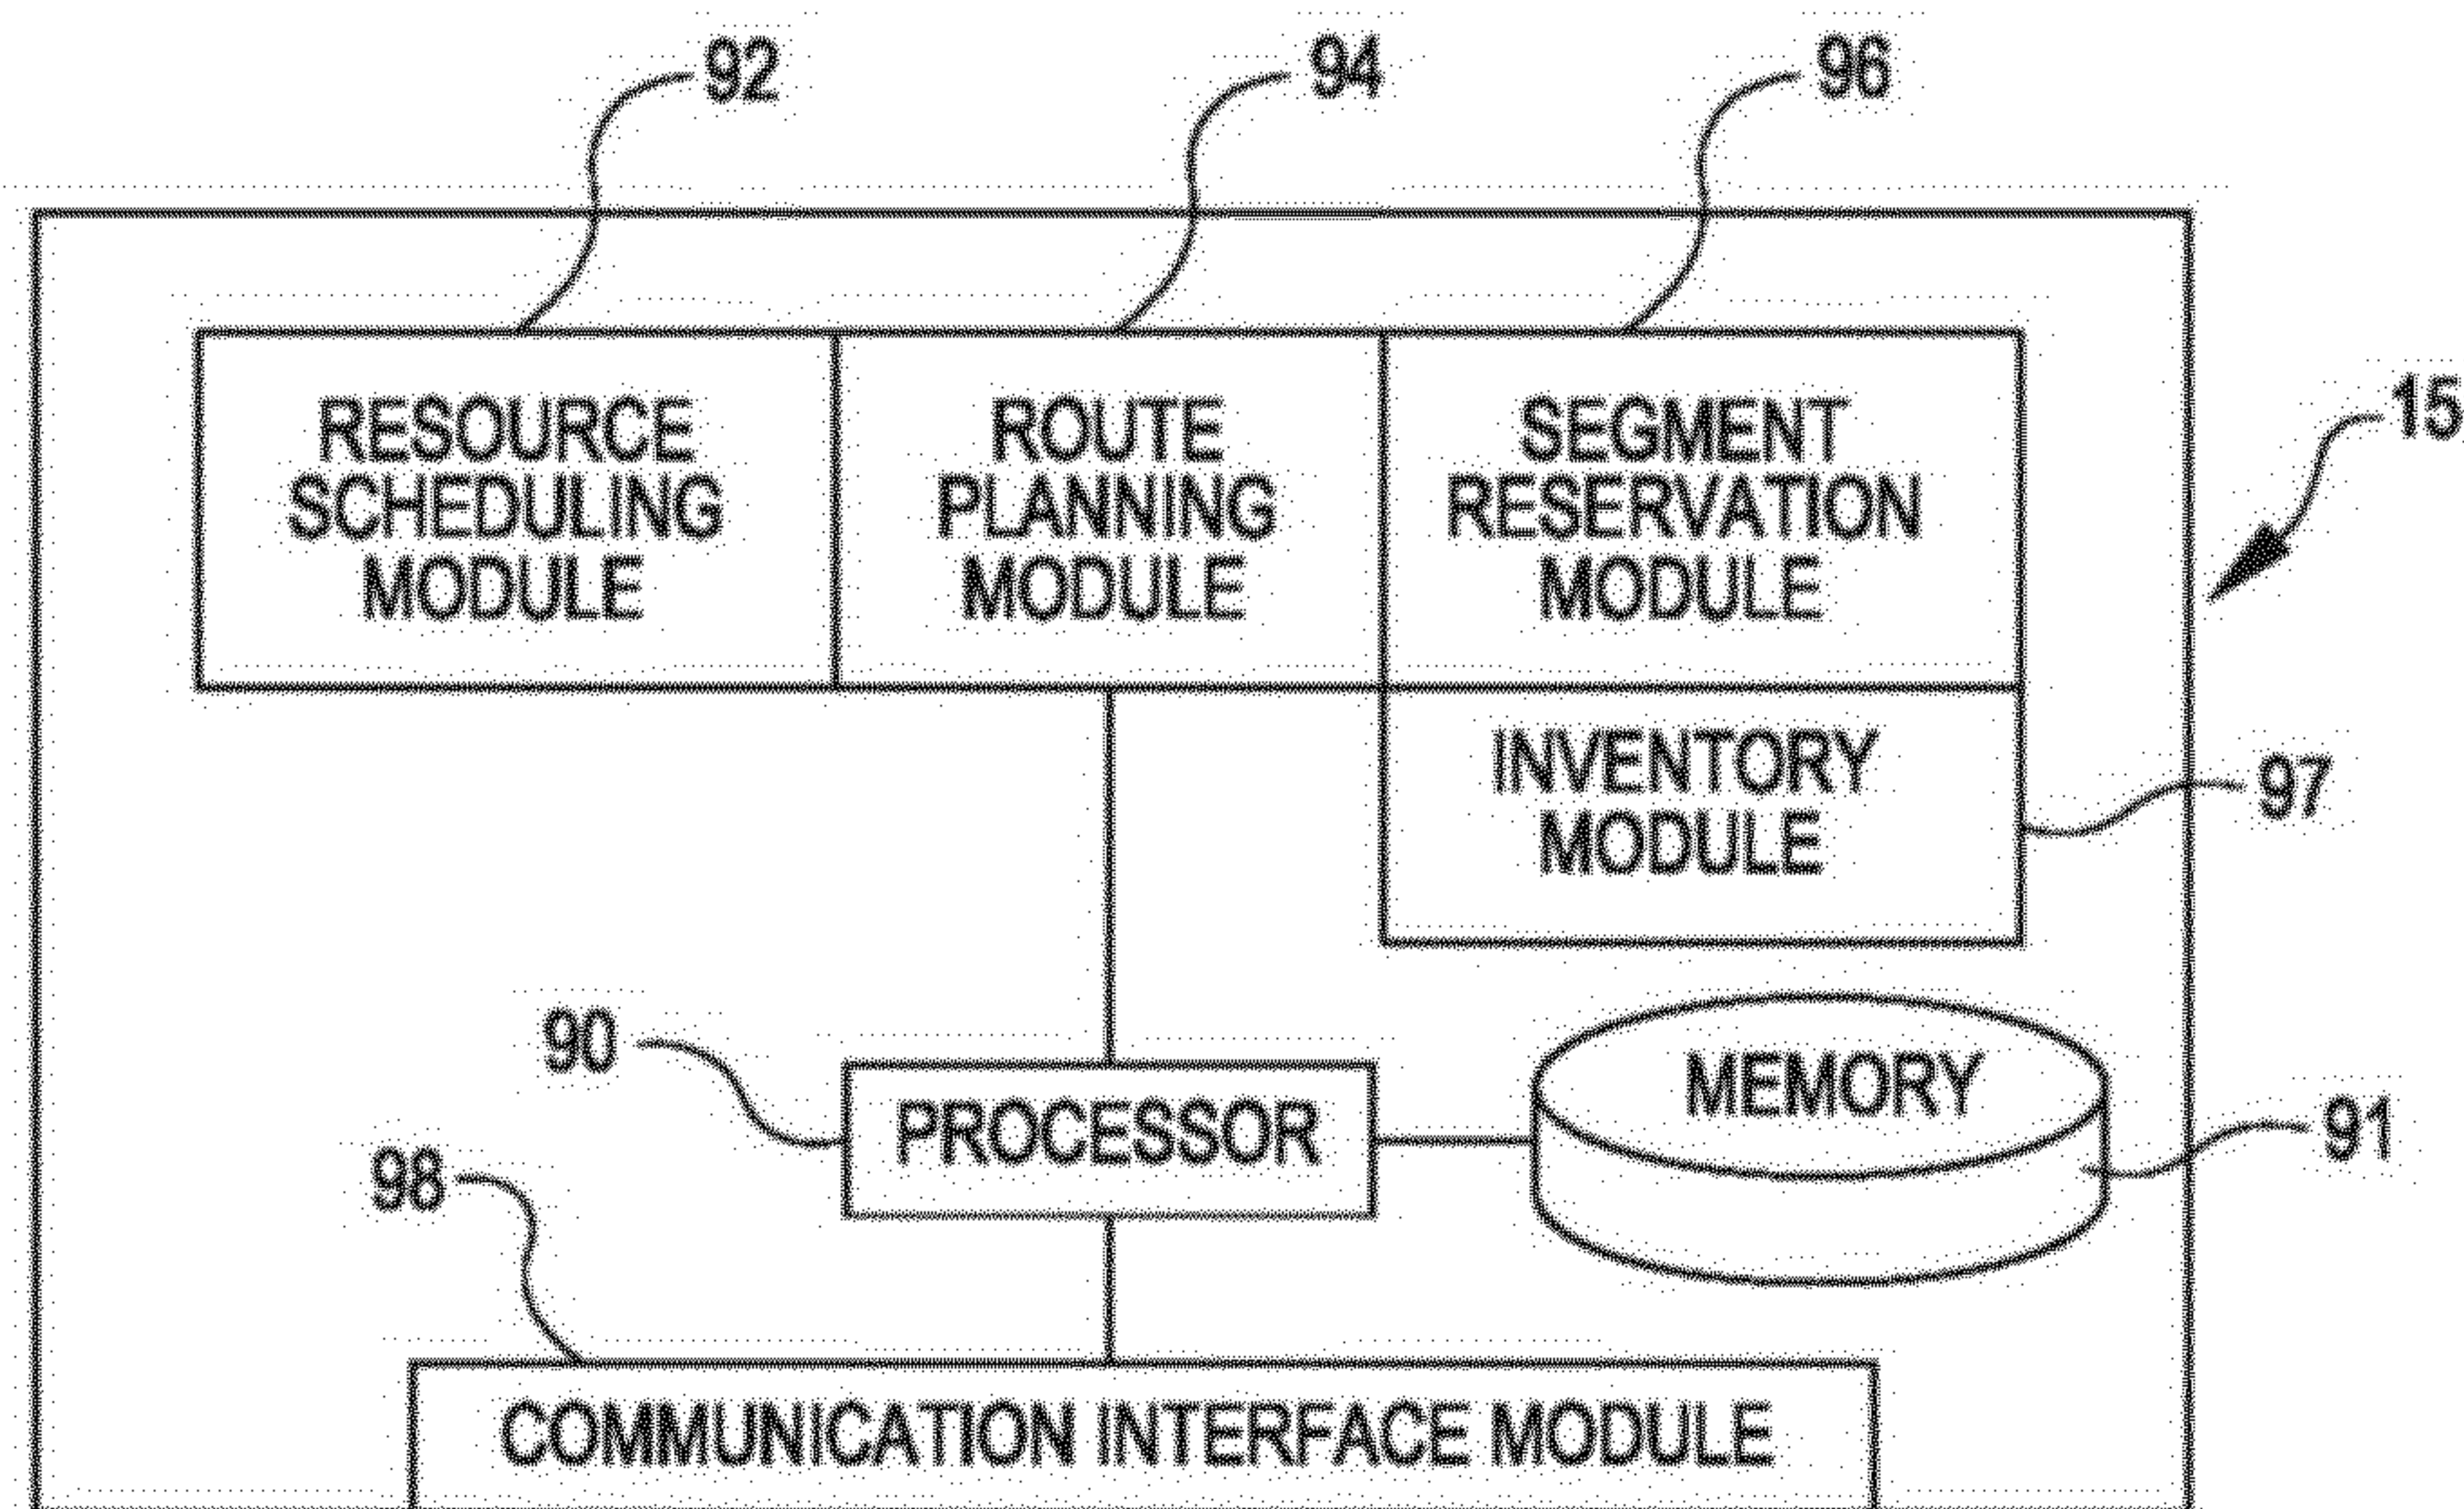 92
94
96
RESOURCE
SCHEDULING
MODULE
ROUTE
PLANNING
MODULE
SEGMENT
RESERVATION
MODULE
15
INVENTORY
MODULE
97
90
PROCESSOR
MEMORY
91
98
COMMUNICATION INTERFACE MODULE